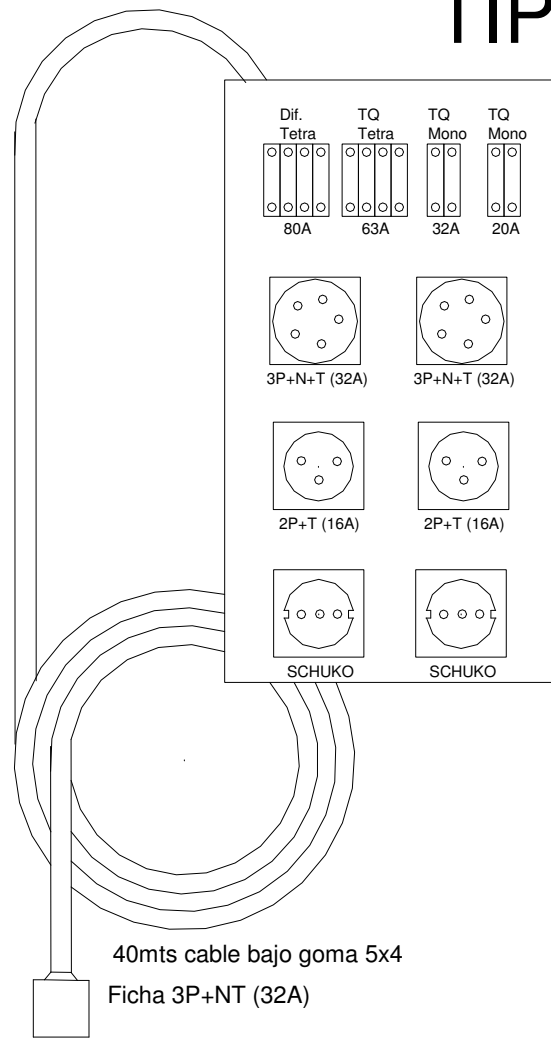 TIP
Dif. Tetra
TQ Tetra
TQ Mono
TQ Mono
80A
63A
32A
20A
3P+N+T (32A)
3P+N+T (32A)
2P+T (16A)
2P+T (16A)
SCHUKO
SCHUKO
40mts cable bajo goma 5x4
Ficha 3P+NT (32A)